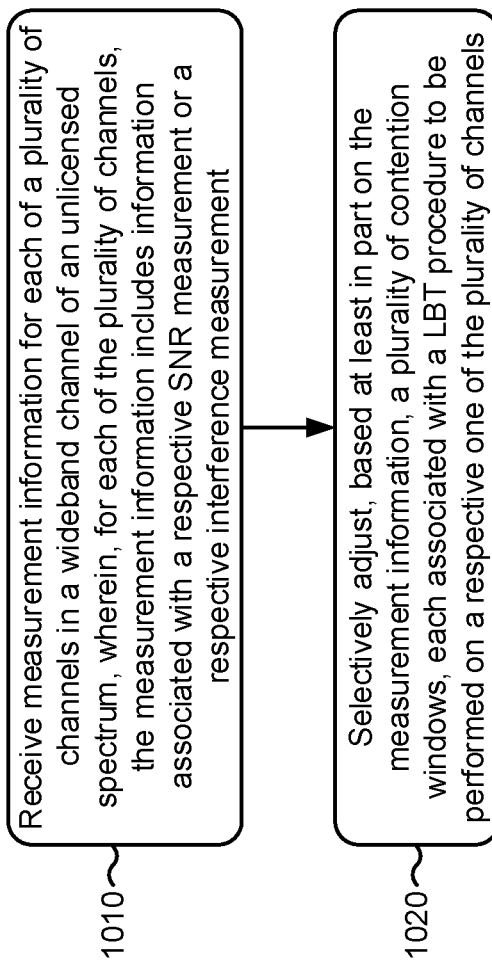 1010
Receive measurement information for each of a plurality of
channels in a wideband channel of an unlicensed
spectrum, wherein, for each of the plurality of channels,
the measurement information includes information
associated with a respective SNR measurement or a
respective interference measurement
1020
Selectively adjust, based at least in part on the
measurement information, a plurality of contention
windows, each associated with a LBT procedure to be
performed on a respective one of the plurality of channels